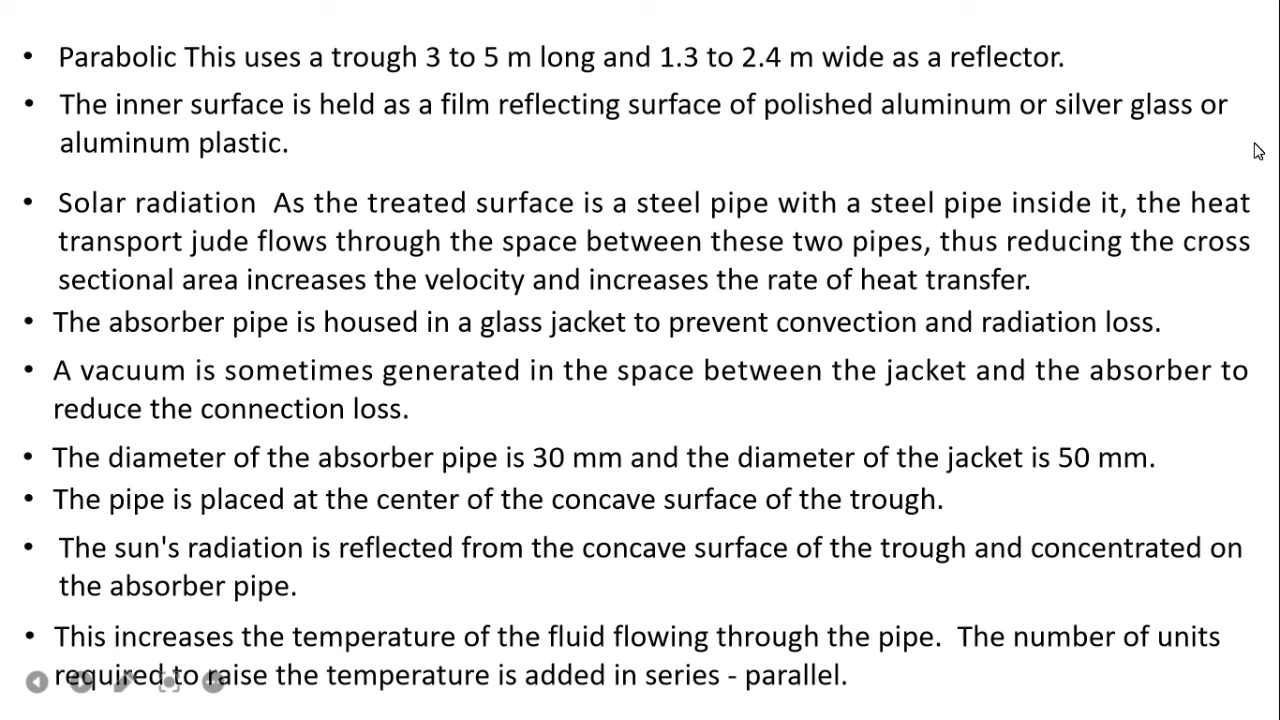 • Parabolic This uses a trough 3 to 5 m long and 1.3 to 2.4 m wide as a reflector.
• The inner surface is held as a film reflecting surface of polished aluminum or silver glass or
aluminum plastic.
• Solar radiation As the treated surface is a steel pipe with a steel pipe inside it, the heat
transport jude flows through the space between these two pipes, thus reducing the cross
sectional area increases the velocity and increases the rate of heat transfer.
• The absorber pipe is housed in a glass jacket to prevent convection and radiation loss.
• A vacuum is sometimes generated in the space between the jacket and the absorber to
reduce the connection loss.
• The diameter of the absorber pipe is 30 mm and the diameter of the jacket is 50 mm.
• The pipe is placed at the center of the concave surface of the trough.
• The sun's radiation is reflected from the concave surface of the trough and concentrated on
the absorber pipe.
• This increases the temperature of the fluid flowing through the pipe. The number of units
required to raise the temperature is added in series - parallel.